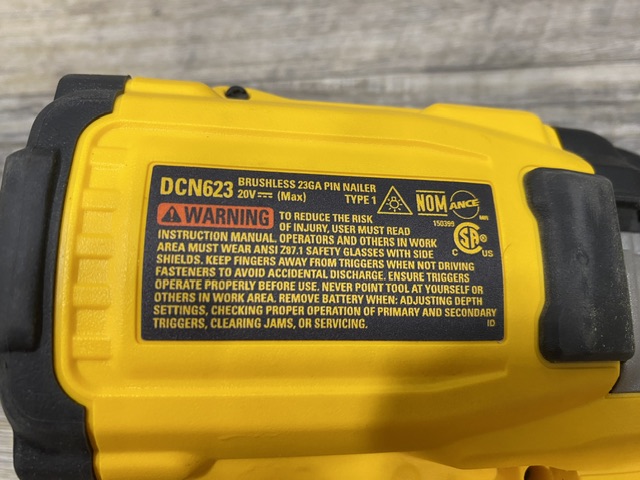 DCN623 BRUSHLESS 23GA PIN NAILER
20V (Max) TYPE 1
NOM ANCE
150399
WARNING TO REDUCE THE RISK
OF INJURY, USER MUST READ
INSTRUCTION MANUAL. OPERATORS AND OTHERS IN WORK
AREA MUST WEAR ANSI Z87.1 SAFETY GLASSES WITH SIDE
SHIELDS. KEEP FINGERS AWAY FROM TRIGGERS WHEN NOT DRIVING
FASTENERS TO AVOID ACCIDENTAL DISCHARGE. ENSURE TRIGGERS
OPERATE PROPERLY BEFORE USE. NEVER POINT TOOL AT YOURSELF OR
OTHERS IN WORK AREA. REMOVE BATTERY WHEN: ADJUSTING DEPTH
SETTINGS, CHECKING PROPER OPERATION OF PRIMARY AND SECONDARY
TRIGGERS, CLEARING JAMS, OR SERVICING.
C SA ® US
ID